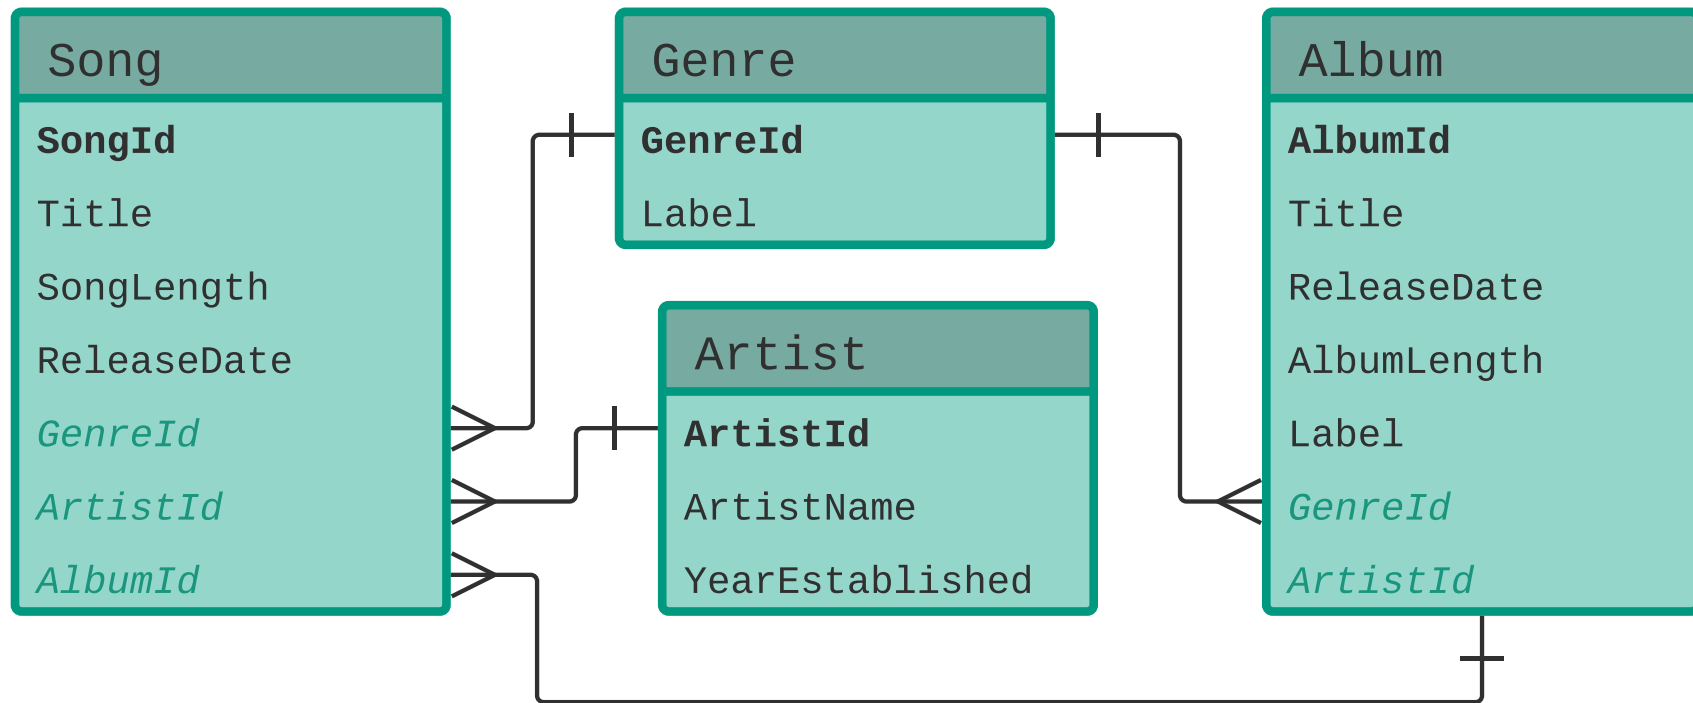 Song
SongId
Title
SongLength
ReleaseDate
GenreId
ArtistId
AlbumId
Genre
GenreId
Label
Artist
ArtistId
ArtistName
YearEstablished
Album
AlbumId
Title
ReleaseDate
AlbumLength
Label
GenreId
ArtistId